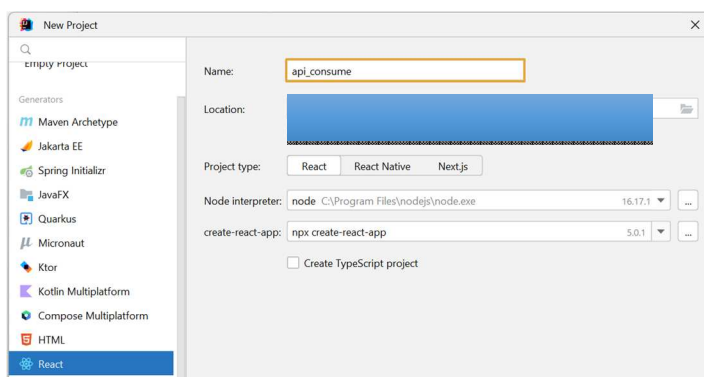 New Project
Empty Project
Generators
Maven Archetype
Jakarta EE
Spring Initializr
JavaFX
Quarkus
Micronaut
Ktor
Kotlin Multiplatform
Compose Multiplatform
HTML
React
Name: api_consume
Location:
Project type: React React Native Next.js
Node interpreter: node C:\Program Files\nodejs\node.exe 16.17.1 ...
create-react-app: npx create-react-app 5.0.1 ...
Create TypeScript project